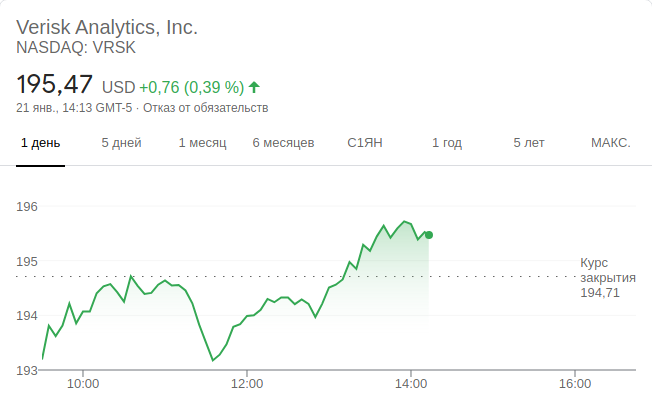 Verisk Analytics, Inc.
NASDAQ: VRSK
195,47 USD +0,76 (0,39 %)
21 янв., 14:13 GMT-5 · Отказ от обязательств
1 день 5 дней 1 месяц 6 месяцев С1ЯН 1 год 5 лет МАКС.
196
195
Курс
закрытия
194,71
194
193
10:00 12:00 14:00 16:00